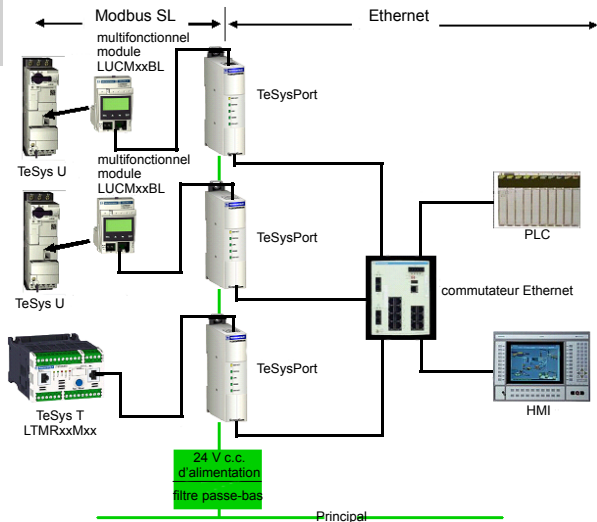 Modbus SL
Ethernet
multifonctionnel
module
LUCMxxBL
TeSysPort
TeSys U
multifonctionnel
module
LUCMxxBL
TeSysPort
PLC
TeSys U
commutateur Ethernet
TeSysPort
TeSys T
LTMRxxMxx
HMI
24 V c.c.
d'alimentation
filtre passe-bas
Principal